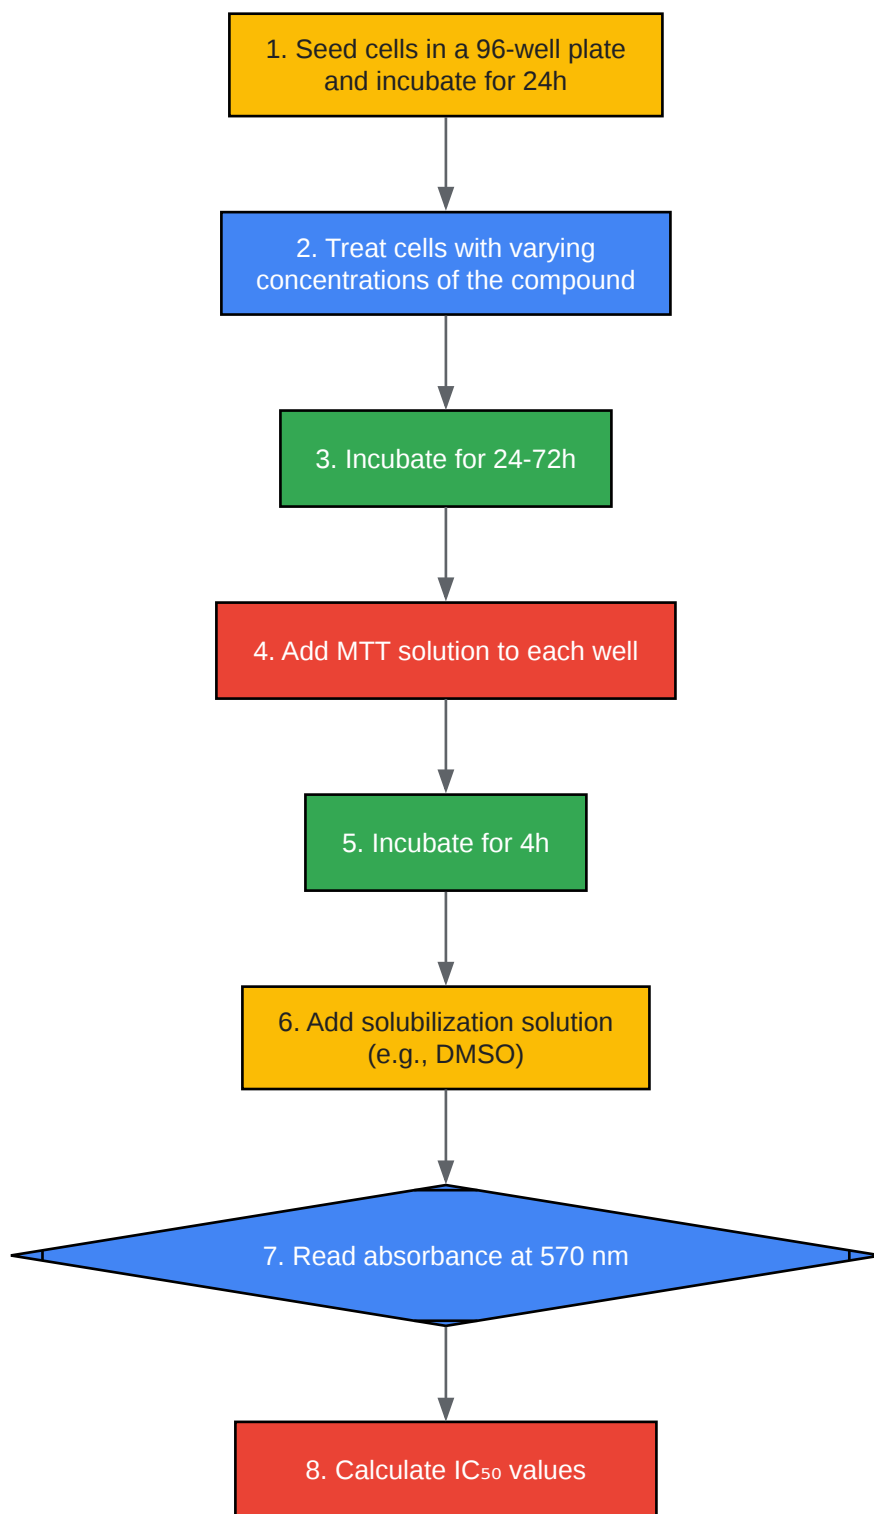 1. Seed cells in a 96-well plate
and incubate for 24h
2. Treat cells with varying
concentrations of the compound
3. Incubate for 24-72h
4. Add MTT solution to each well
5. Incubate for 4h
6. Add solubilization solution
(e.g., DMSO)
7. Read absorbance at 570 nm
8. Calculate IC₅₀ values